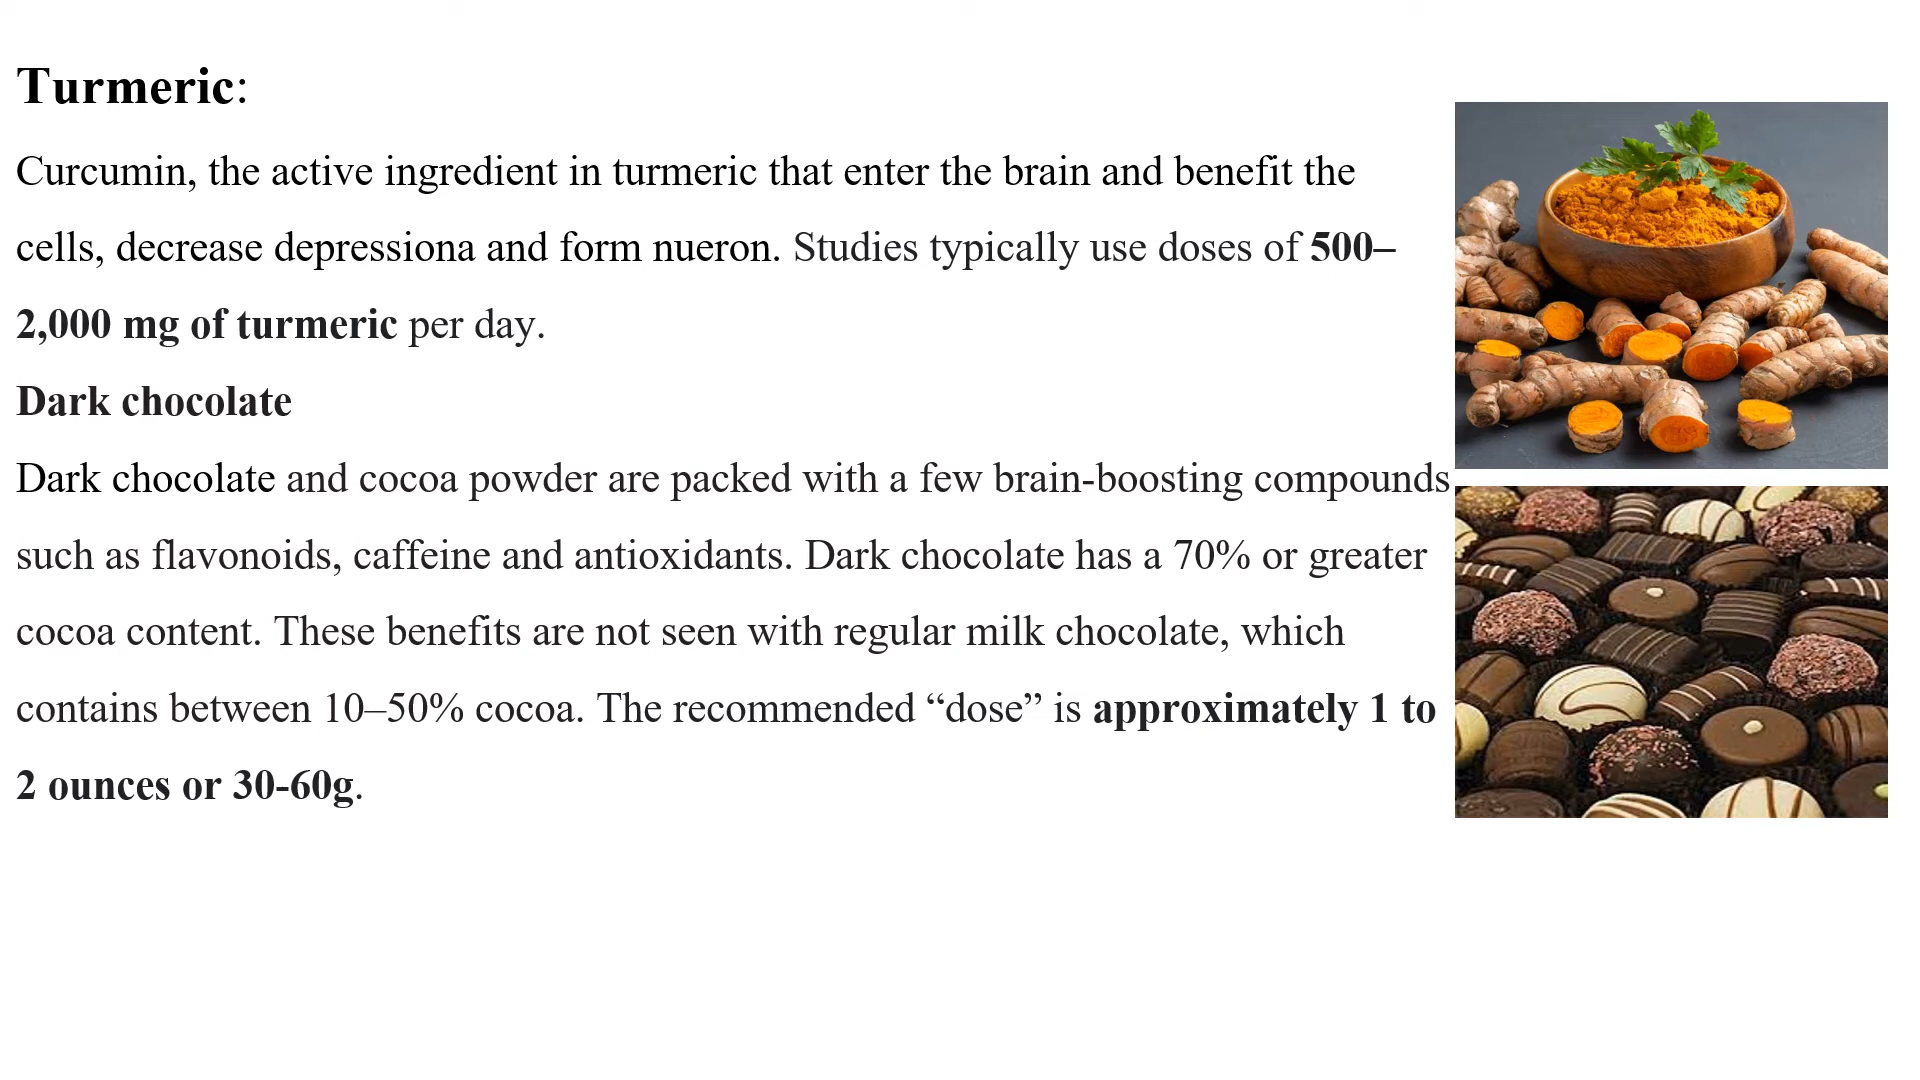 Turmeric:
Curcumin, the active ingredient in turmeric that enter the brain and benefit the
cells, decrease depressiona and form nueron. Studies typically use doses of 500–
2,000 mg of turmeric per day.
Dark chocolate
Dark chocolate and cocoa powder are packed with a few brain-boosting compounds
such as flavonoids, caffeine and antioxidants. Dark chocolate has a 70% or greater
cocoa content. These benefits are not seen with regular milk chocolate, which
contains between 10–50% cocoa. The recommended “dose” is approximately 1 to
2 ounces or 30-60g.